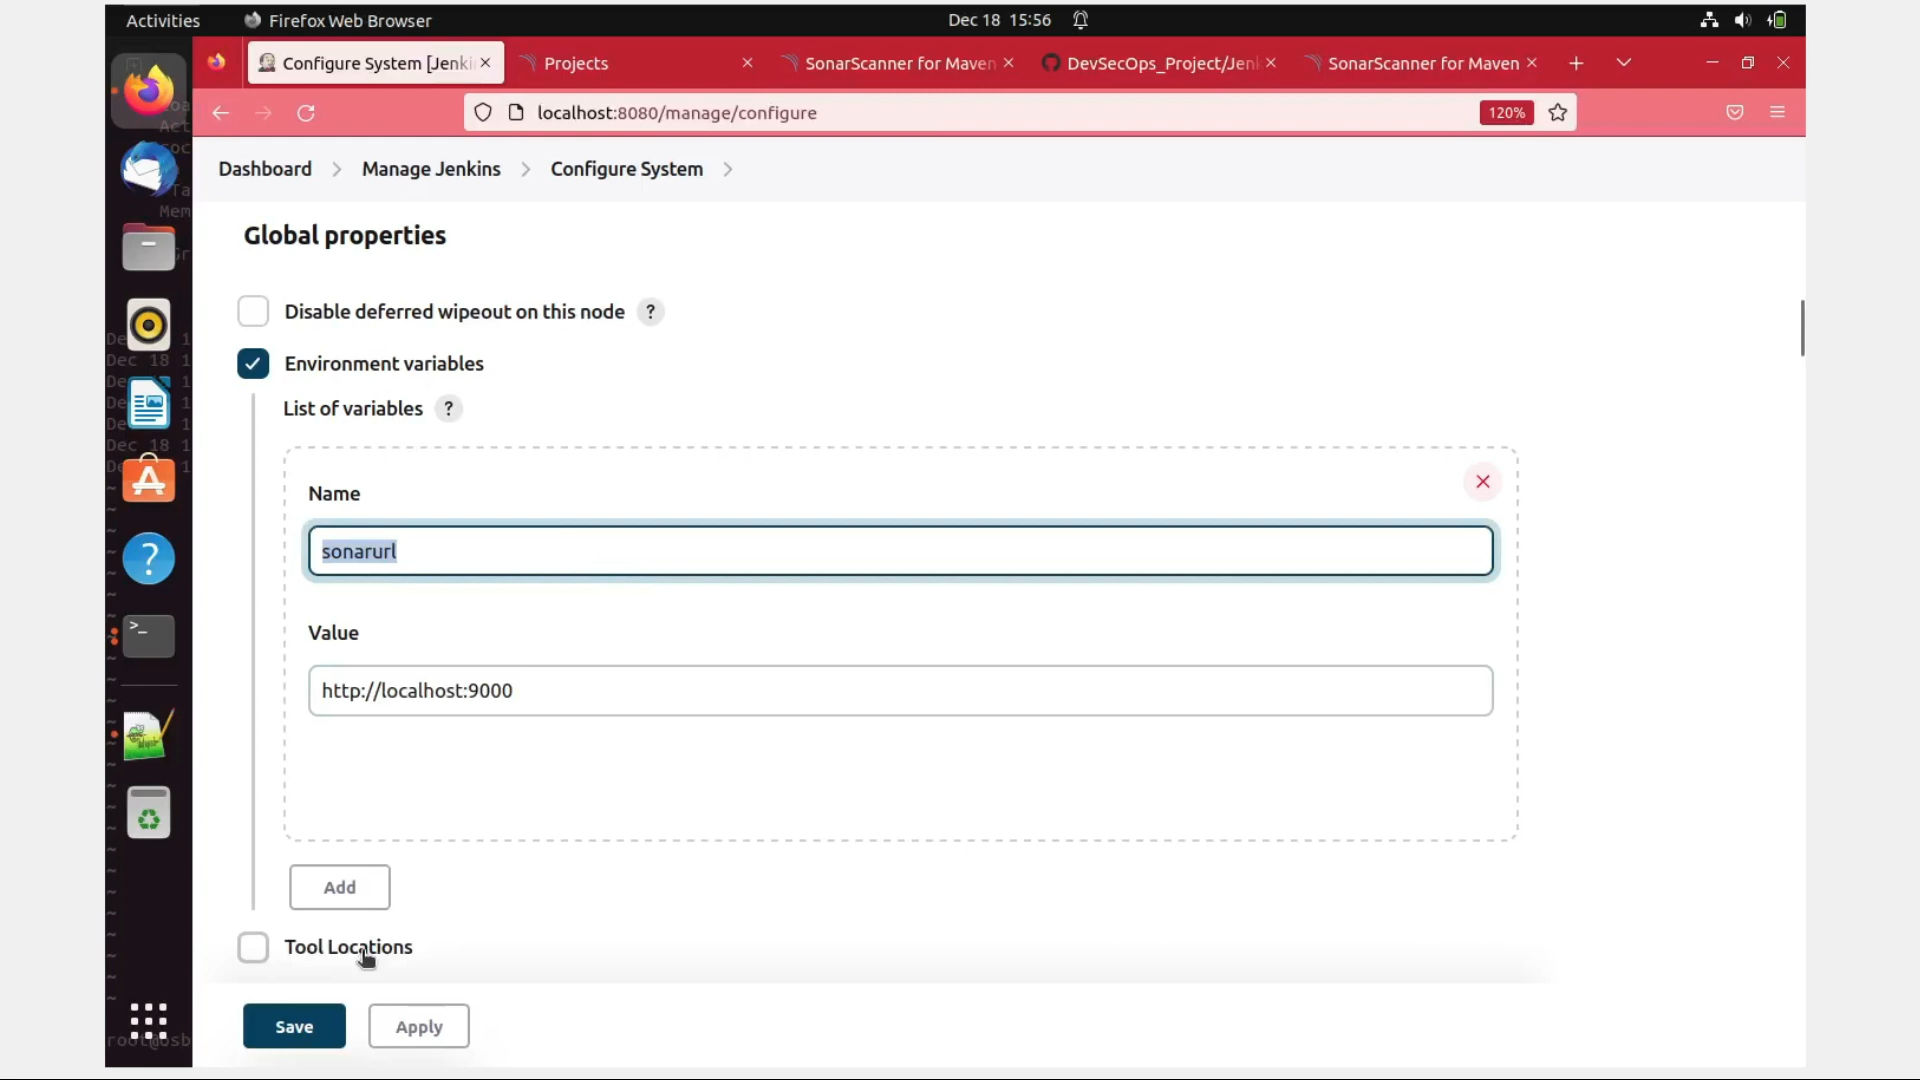 Activities Firefox Web Browser Dec 18 15:56
Configure System [Jenki Projects SonarScanner for Maven DevSecOps_Project/Jen SonarScanner for Maven
localhost:8080/manage/configure 120%
Dashboard Manage Jenkins Configure System
Global properties
Disable deferred wipeout on this node ?
Environment variables
List of variables ?
Name
sonarurl
Value
http://localhost:9000
Add
Tool Locations
Save Apply